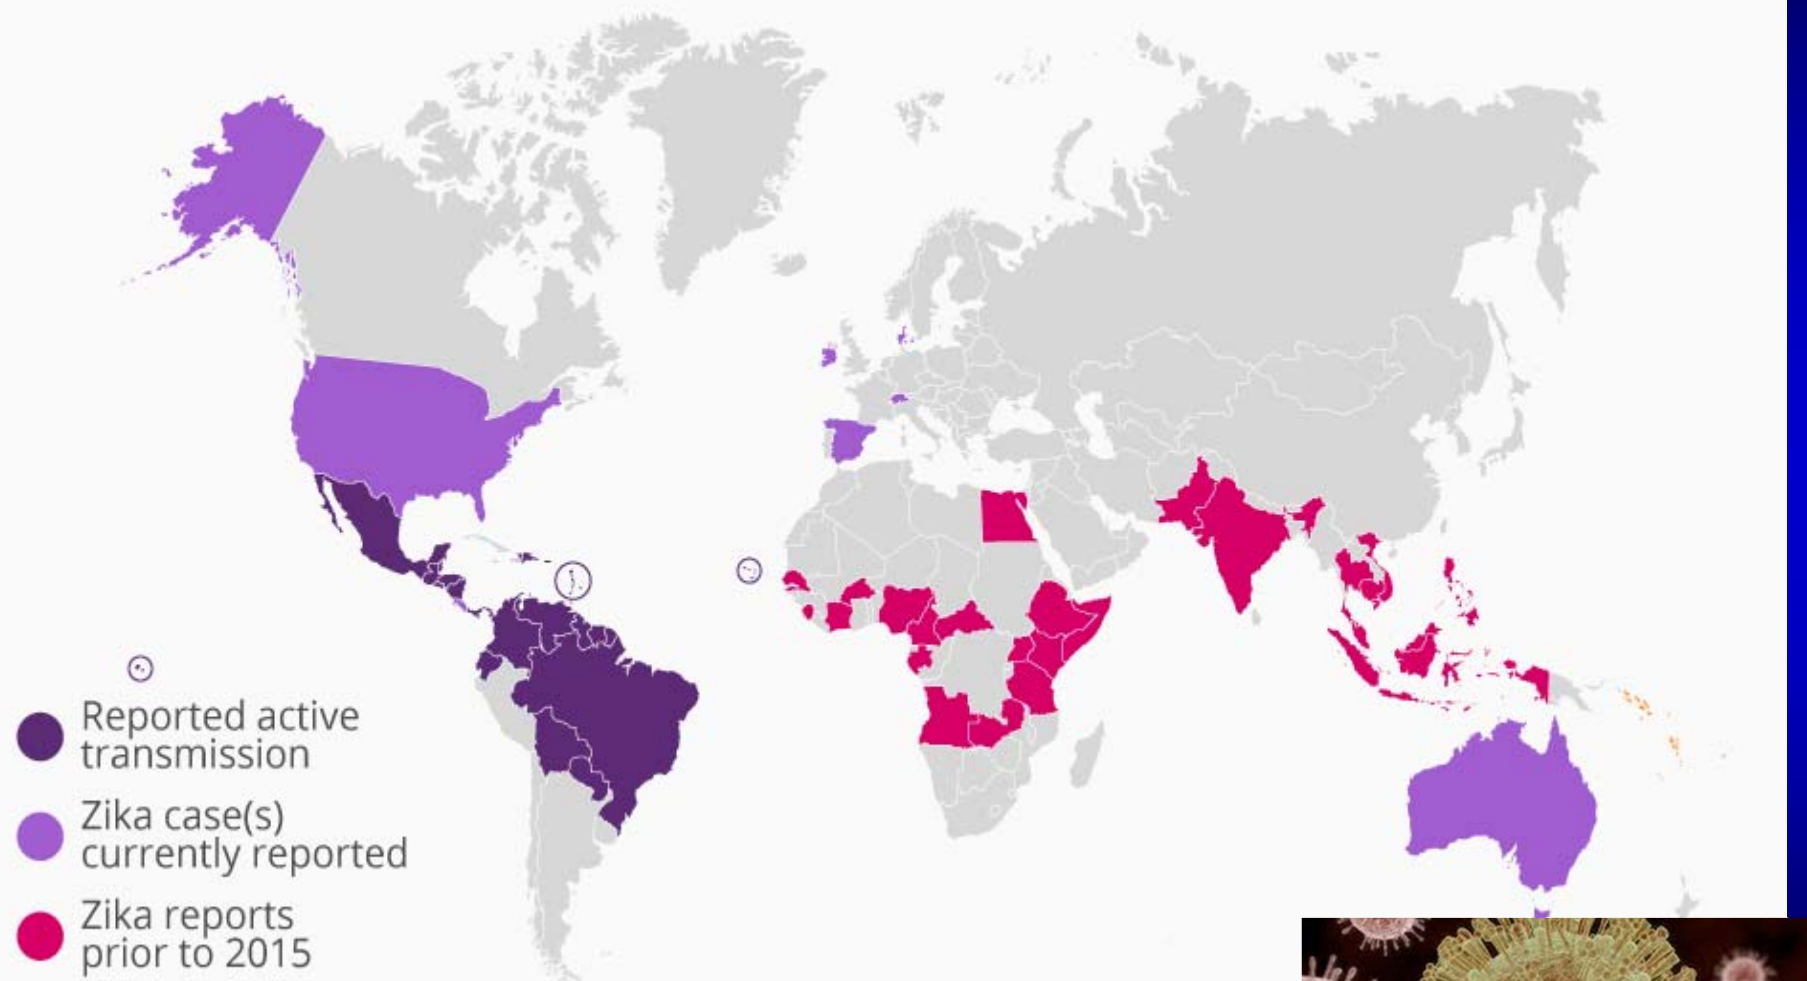 Reported active
transmission
Zika case(s)
currently reported
Zika reports
prior to 2015